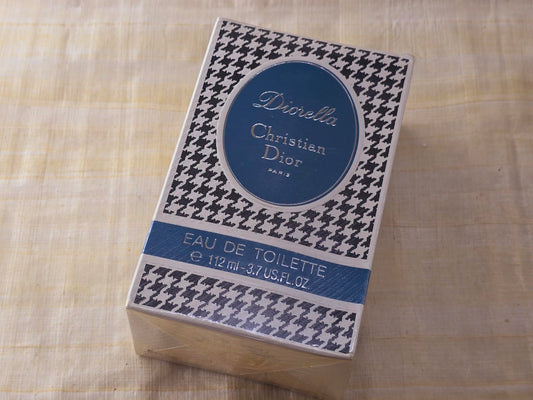 Diorella
Christian
Dior
PARIS
EAU DE TOILETTE
e 112 ml - 3.7 US.FL.OZ.